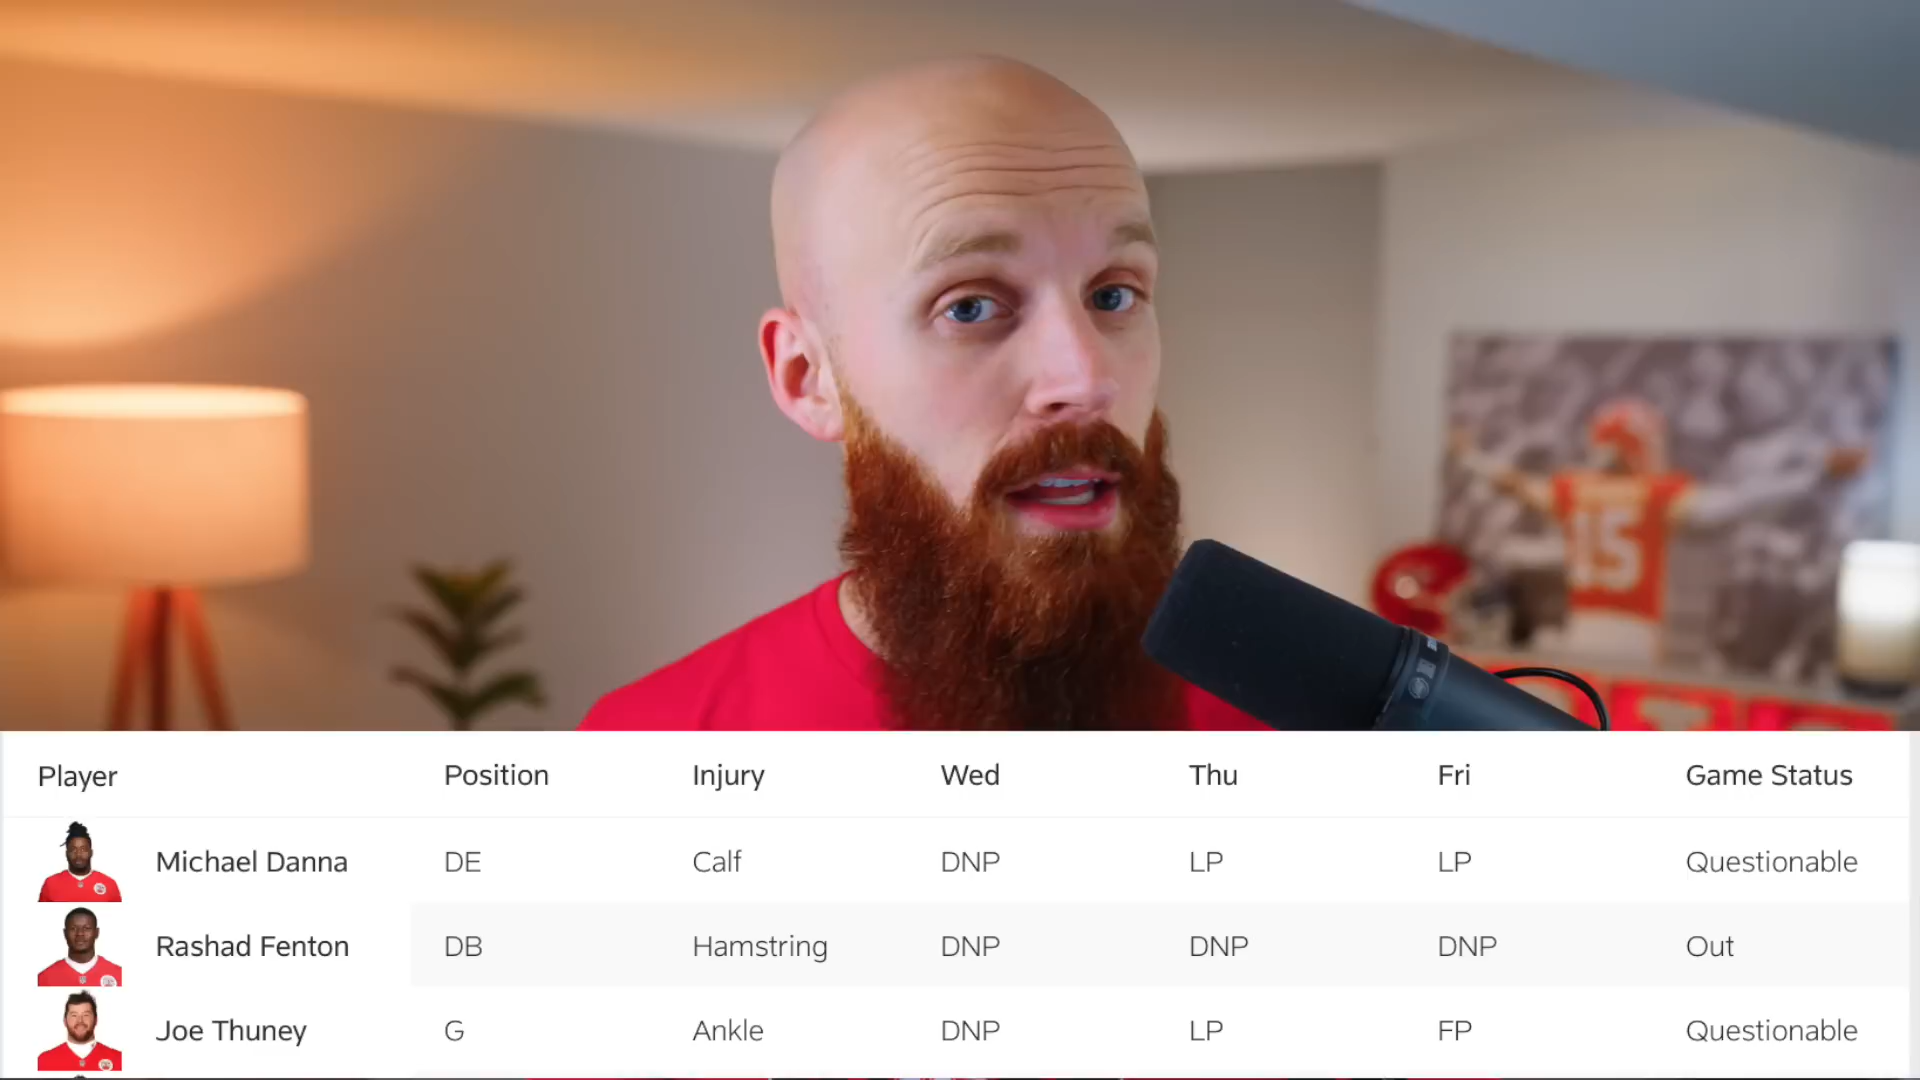 15
Player Position Injury Wed Thu Fri Game Status
Michael Danna DE Calf DNP LP LP Questionable
Rashad Fenton DB Hamstring DNP DNP DNP Out
Joe Thuney G Ankle DNP LP FP Questionable